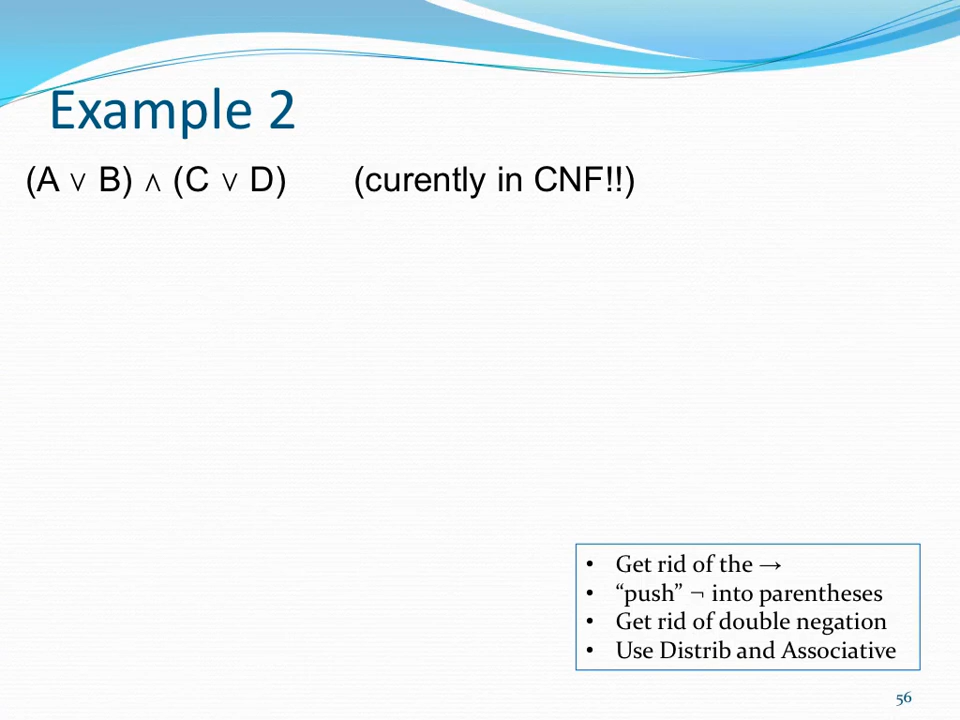 Example 2
(A ∨ B) ∧ (C ∨ D) (curently in CNF!!)
• Get rid of the →
• “push” ¬ into parentheses
• Get rid of double negation
• Use Distrib and Associative
56